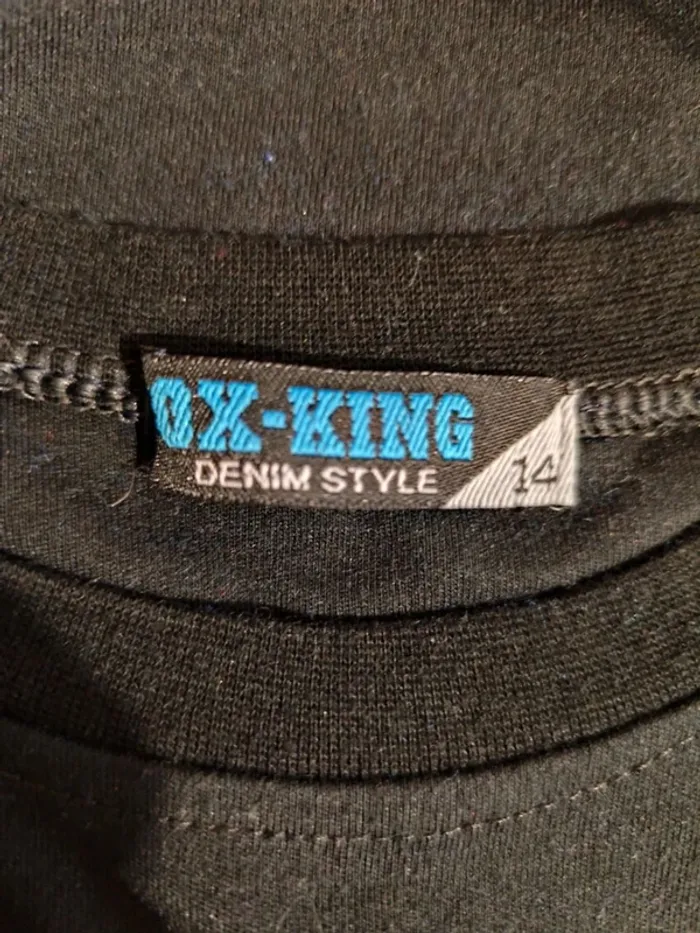 OX-KING
DENIM STYLE
14